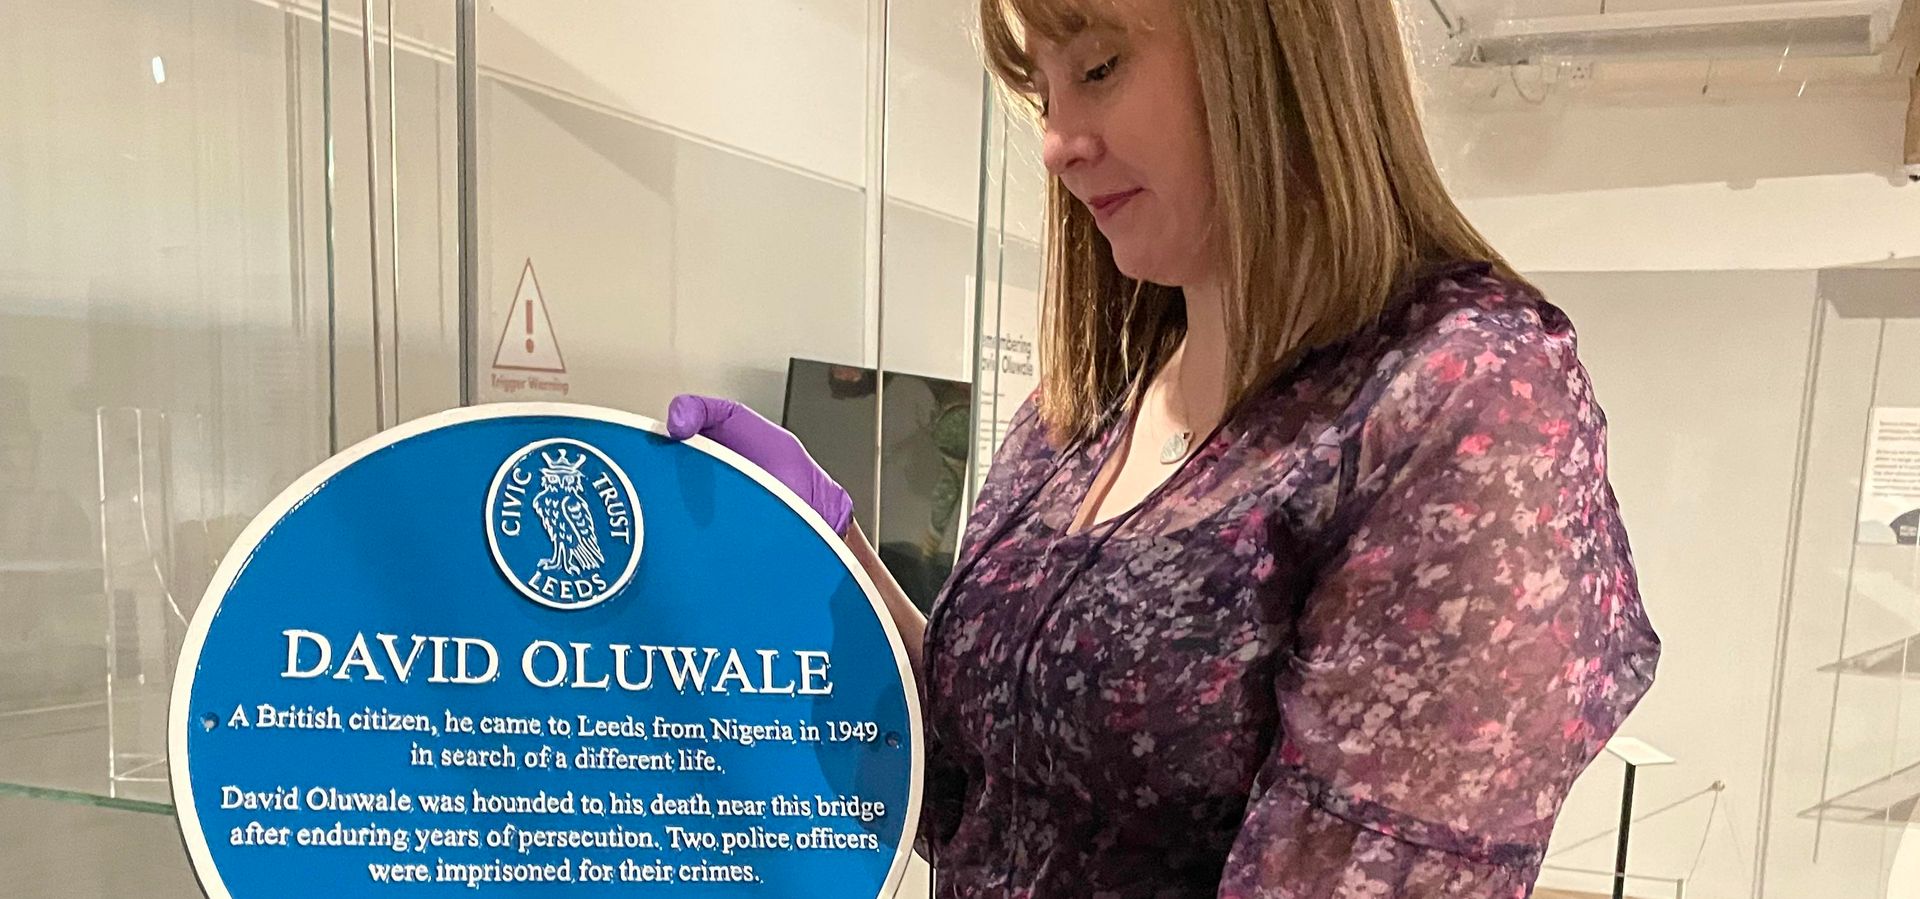 Trigger Warning
CIVIC TRUST
LEEDS
DAVID OLUWALE
A British citizen, he came to Leeds from Nigeria in 1949
in search of a different life.
David Oluwale was hounded to his death near this bridge
after enduring years of persecution. Two police officers
were imprisoned for their crimes.
Oluwale